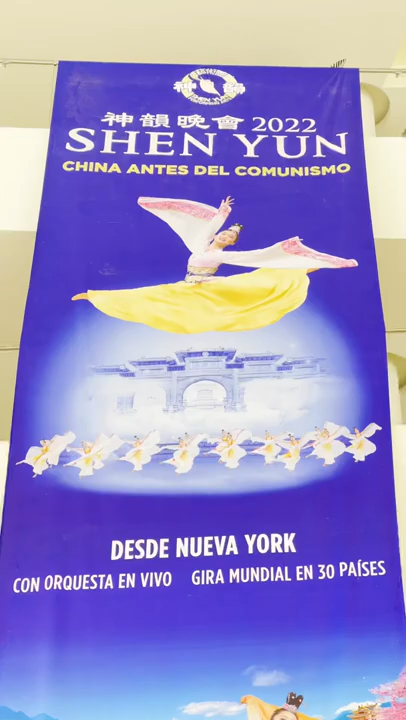 神韻晚會 2022
SHEN YUN
CHINA ANTES DEL COMUNISMO
DESDE NUEVA YORK
CON ORQUESTA EN VIVO GIRA MUNDIAL EN 30 PAÍSES